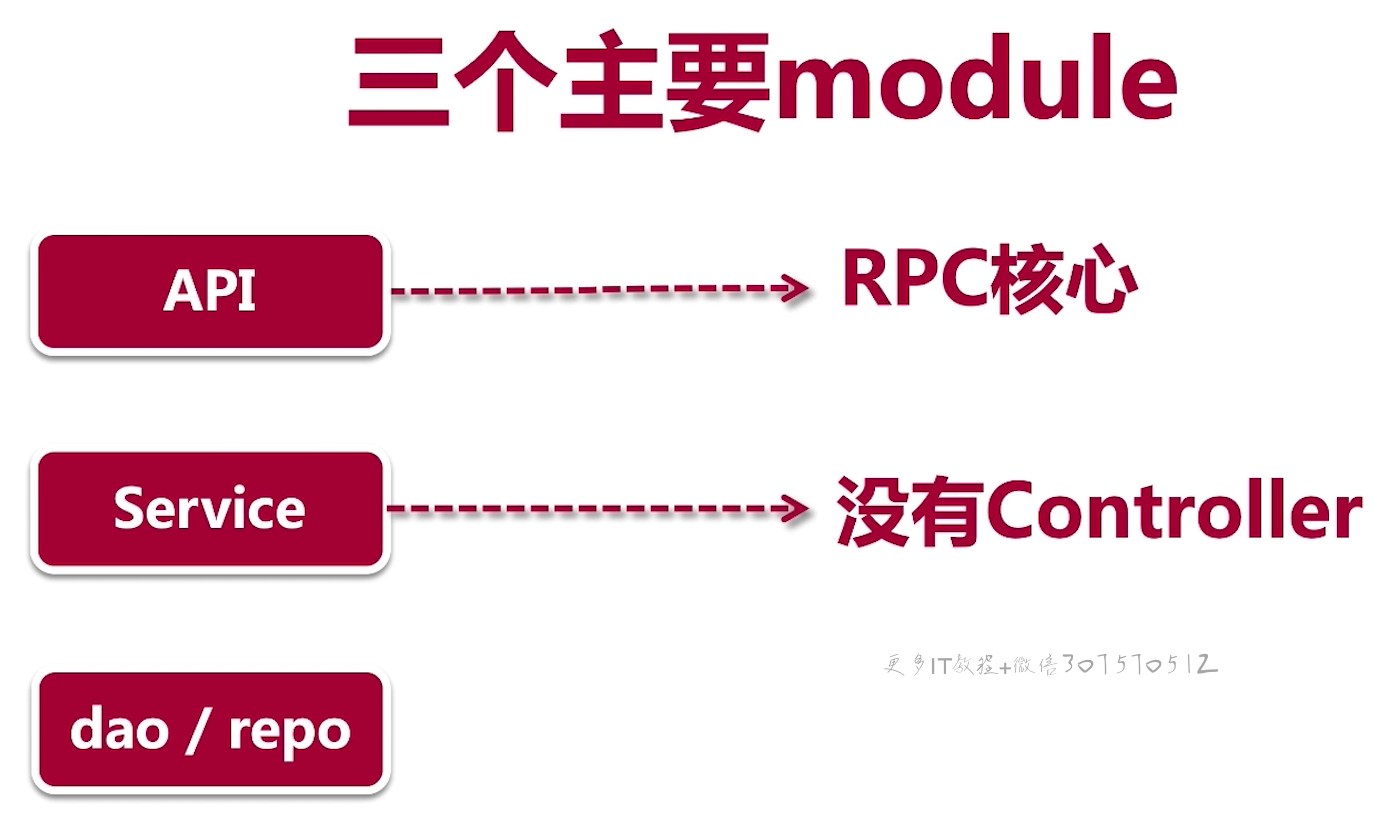 三个主要module
API
RPC核心
Service
没有Controller
更多IT教程+微信307570512
dao / repo